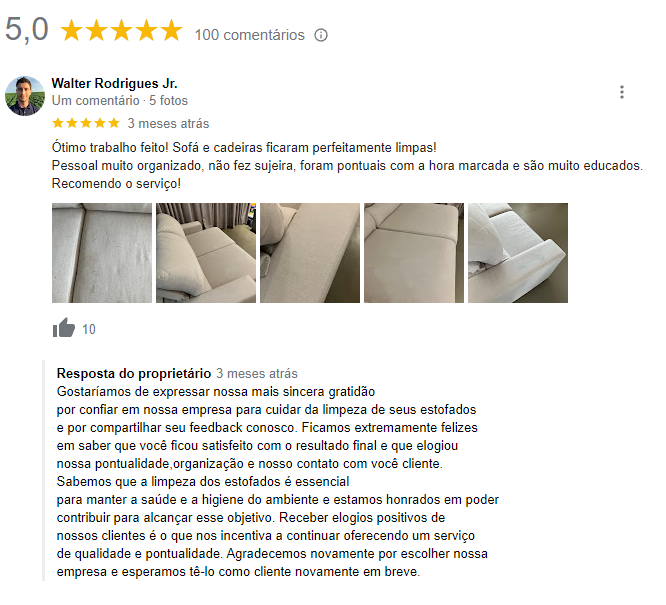 5,0 100 comentários
Walter Rodrigues Jr.
Um comentário · 5 fotos
3 meses atrás
Ótimo trabalho feito! Sofá e cadeiras ficaram perfeitamente limpas!
Pessoal muito organizado, não fez sujeira, foram pontuais com a hora marcada e são muito educados.
Recomendo o serviço!
10
Resposta do proprietário 3 meses atrás
Gostaríamos de expressar nossa mais sincera gratidão
por confiar em nossa empresa para cuidar da limpeza de seus estofados
e por compartilhar seu feedback conosco. Ficamos extremamente felizes
em saber que você ficou satisfeito com o resultado final e que elogiou
nossa pontualidade,organização e nosso contato com você cliente.
Sabemos que a limpeza dos estofados é essencial
para manter a saúde e a higiene do ambiente e estamos honrados em poder
contribuir para alcançar esse objetivo. Receber elogios positivos de
nossos clientes é o que nos incentiva a continuar oferecendo um serviço
de qualidade e pontualidade. Agradecemos novamente por escolher nossa
empresa e esperamos tê-lo como cliente novamente em breve.